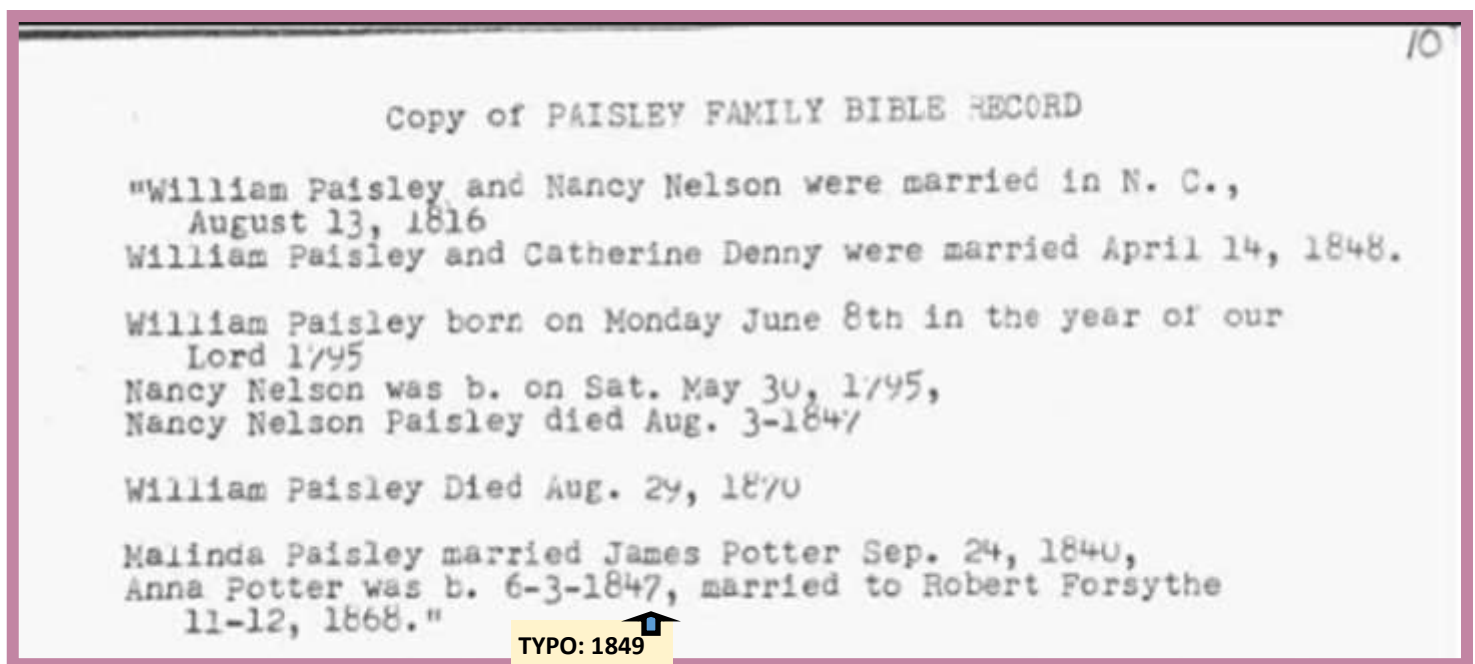 10
Copy of PAISLEY FAMILY BIBLE RECORD
"William Paisley and Nancy Nelson were married in N. C.,
August 13, 1816
William Paisley and Catherine Denny were married April 14, 1848.
William Paisley born on Monday June 8th in the year of our
Lord 1795
Nancy Nelson was b. on Sat. May 30, 1795,
Nancy Nelson Paisley died Aug. 3-1847
William Paisley Died Aug. 29, 1870
Malinda Paisley married James Potter Sep. 24, 1840,
Anna Potter was b. 6-3-1847, married to Robert Forsythe
11-12, 1868."
TYPO: 1849